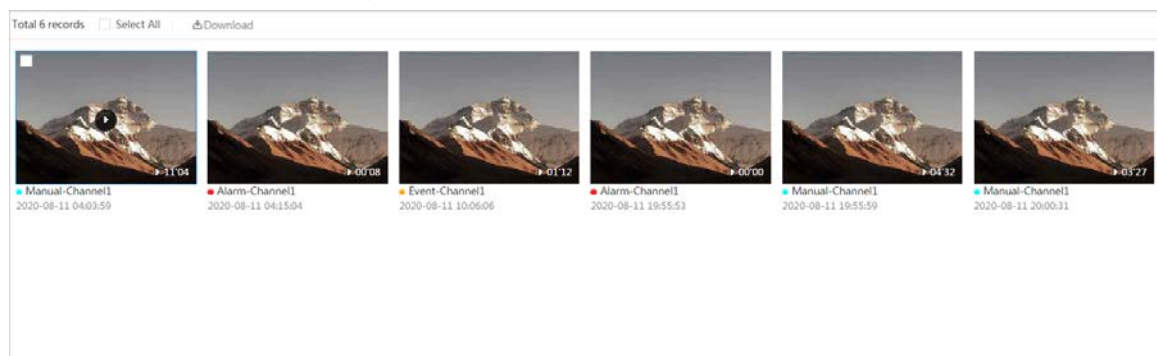 Total 6 records Select All Download
11'04 00'08 01'12 00'00 04'32 03'27
Manual-Channel1 Alarm-Channel1 Event-Channel1 Alarm-Channel1 Manual-Channel1 Manual-Channel1
2020-08-11 04:03:59 2020-08-11 04:15:04 2020-08-11 10:06:06 2020-08-11 19:55:53 2020-08-11 19:55:59 2020-08-11 20:00:31